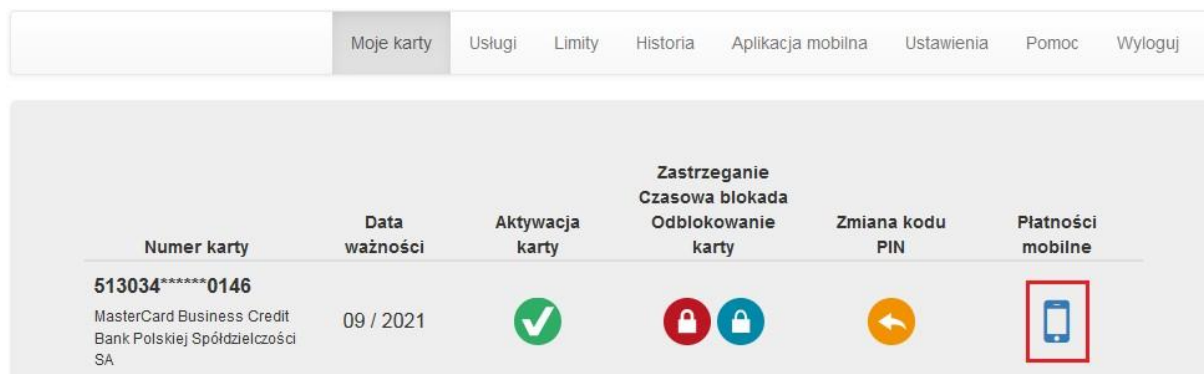 Moje karty Usługi Limity Historia Aplikacja mobilna Ustawienia Pomoc Wyloguj
Numer karty
Data
ważności
Aktywacja
karty
Zastrzeganie
Czasowa blokada
Odblokowanie
karty
Zmiana kodu
PIN
Płatności
mobilne
513034******0146
MasterCard Business Credit
Bank Polskiej Spółdzielczości
SA
09 / 2021